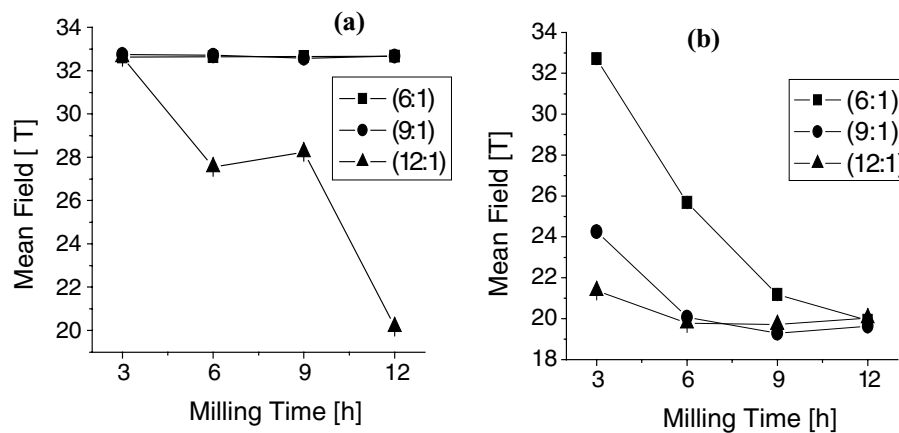 (a)
34
32
30
28
26
24
22
20
Mean Field [ T]
(6:1)
(9:1)
(12:1)
3 6 9 12
Milling Time [h]
(b)
34
32
30
28
26
24
22
20
18
Mean Field [T]
(6:1)
(9:1)
(12:1)
3 6 9 12
Milling Time [h]